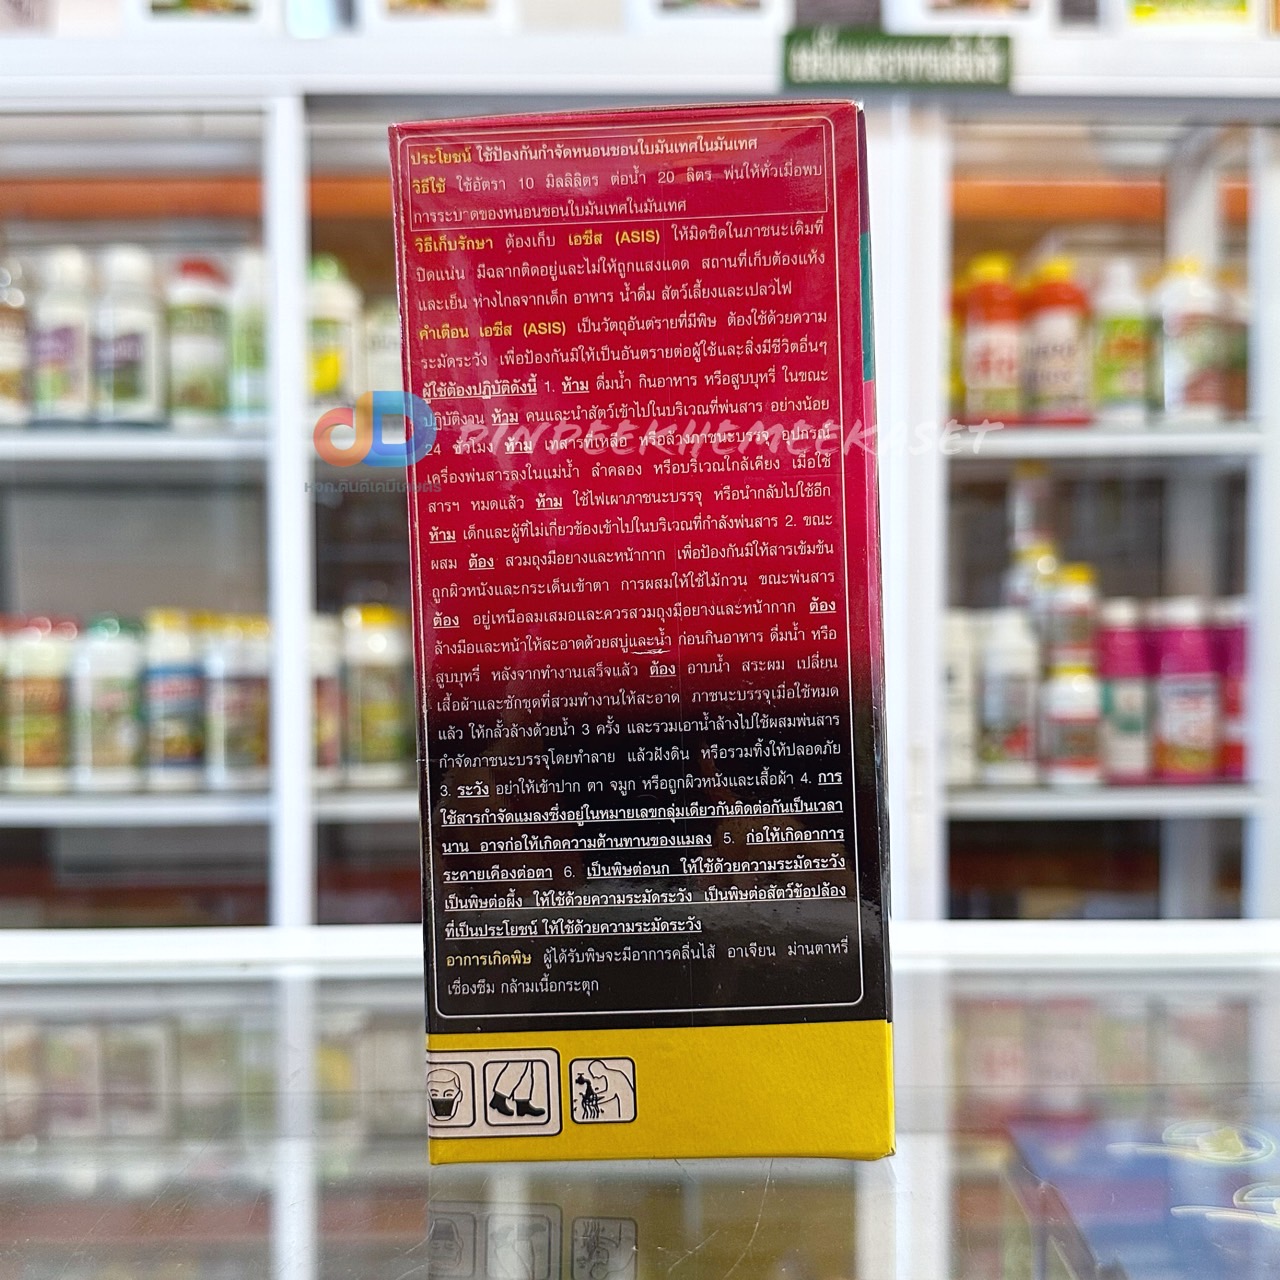 ประโยชน์ ใช้ป้องกันกำจัดหนอนชอนใบมันเทศในมันเทศ
วิธีใช้ ใช้อัตรา 10 มิลลิลิตร ต่อน้ำ 20 ลิตร พ่นให้ทั่วเมื่อพบ
การระบาดของหนอนชอนใบมันเทศในมันเทศ
วิธีเก็บรักษา ต้องเก็บ เอซีส (ASIS) ให้มิดชิดในภาชนะเดิมที่
ปิดแน่น มีฉลากติดอยู่และไม่ให้ถูกแสงแดด สถานที่เก็บต้องแห้ง
และเย็น ห่างไกลจากเด็ก อาหาร น้ำดื่ม สัตว์เลี้ยงและเปลวไฟ
คำเตือน เอซีส (ASIS) เป็นวัตถุอันตรายที่มีพิษ ต้องใช้ด้วยความ
ระมัดระวัง เพื่อป้องกันมิให้เป็นอันตรายต่อผู้ใช้และสิ่งมีชีวิตอื่นๆ
ผู้ใช้ต้องปฏิบัติดังนี้ 1. ห้าม ดื่มน้ำ กินอาหาร หรือสูบบุหรี่ ในขณะ
ปฏิบัติงาน ห้าม คนและนำสัตว์เข้าไปในบริเวณที่พ่นสาร อย่างน้อย
24 ชั่วโมง ห้าม เทสารที่เหลือ หรือล้างภาชนะบรรจุ อุปกรณ์
เครื่องพ่นสารลงในแม่น้ำ ลำคลอง หรือบริเวณใกล้เคียง เมื่อใช้
สารฯ หมดแล้ว ห้าม ใช้ไฟเผาภาชนะบรรจุ หรือนำกลับไปใช้อีก
ห้าม เด็กและผู้ที่ไม่เกี่ยวข้องเข้าไปในบริเวณที่กำลังพ่นสาร 2. ขณะ
ผสม ต้อง สวมถุงมือยางและหน้ากาก เพื่อป้องกันมิให้สารเข้มข้น
ถูกผิวหนังและกระเด็นเข้าตา การผสมให้ใช้ไม้กวน ขณะพ่นสาร
ต้อง อยู่เหนือลมเสมอและควรสวมถุงมือยางและหน้ากาก ต้อง
ล้างมือและหน้าให้สะอาดด้วยสบู่และน้ำ ก่อนกินอาหาร ดื่มน้ำ หรือ
สูบบุหรี่ หลังจากทำงานเสร็จแล้ว ต้อง อาบน้ำ สระผม เปลี่ยน
เสื้อผ้าและซักชุดที่สวมทำงานให้สะอาด ภาชนะบรรจุเมื่อใช้หมด
แล้ว ให้กลั้วล้างด้วยน้ำ 3 ครั้ง และรวมเอาน้ำล้างไปใช้ผสมพ่นสาร
กำจัดภาชนะบรรจุโดยทำลาย แล้วฝังดิน หรือรวมทิ้งให้ปลอดภัย
3. ระวัง อย่าให้เข้าปาก ตา จมูก หรือถูกผิวหนังและเสื้อผ้า 4. การ
ใช้สารกำจัดแมลงซึ่งอยู่ในหมายเลขกลุ่มเดียวกันติดต่อกันเป็นเวลา
นาน อาจก่อให้เกิดความต้านทานของแมลง 5. ก่อให้เกิดอาการ
ระคายเคืองต่อตา 6. เป็นพิษต่อนก ให้ใช้ด้วยความระมัดระวัง
เป็นพิษต่อผึ้ง ให้ใช้ด้วยความระมัดระวัง เป็นพิษต่อสัตว์ข้อปล้อง
ที่เป็นประโยชน์ ให้ใช้ด้วยความระมัดระวัง
อาการเกิดพิษ ผู้ได้รับพิษจะมีอาการคลื่นไส้ อาเจียน ม่านตาหรี่
เซื่องซึม กล้ามเนื้อกระตุก